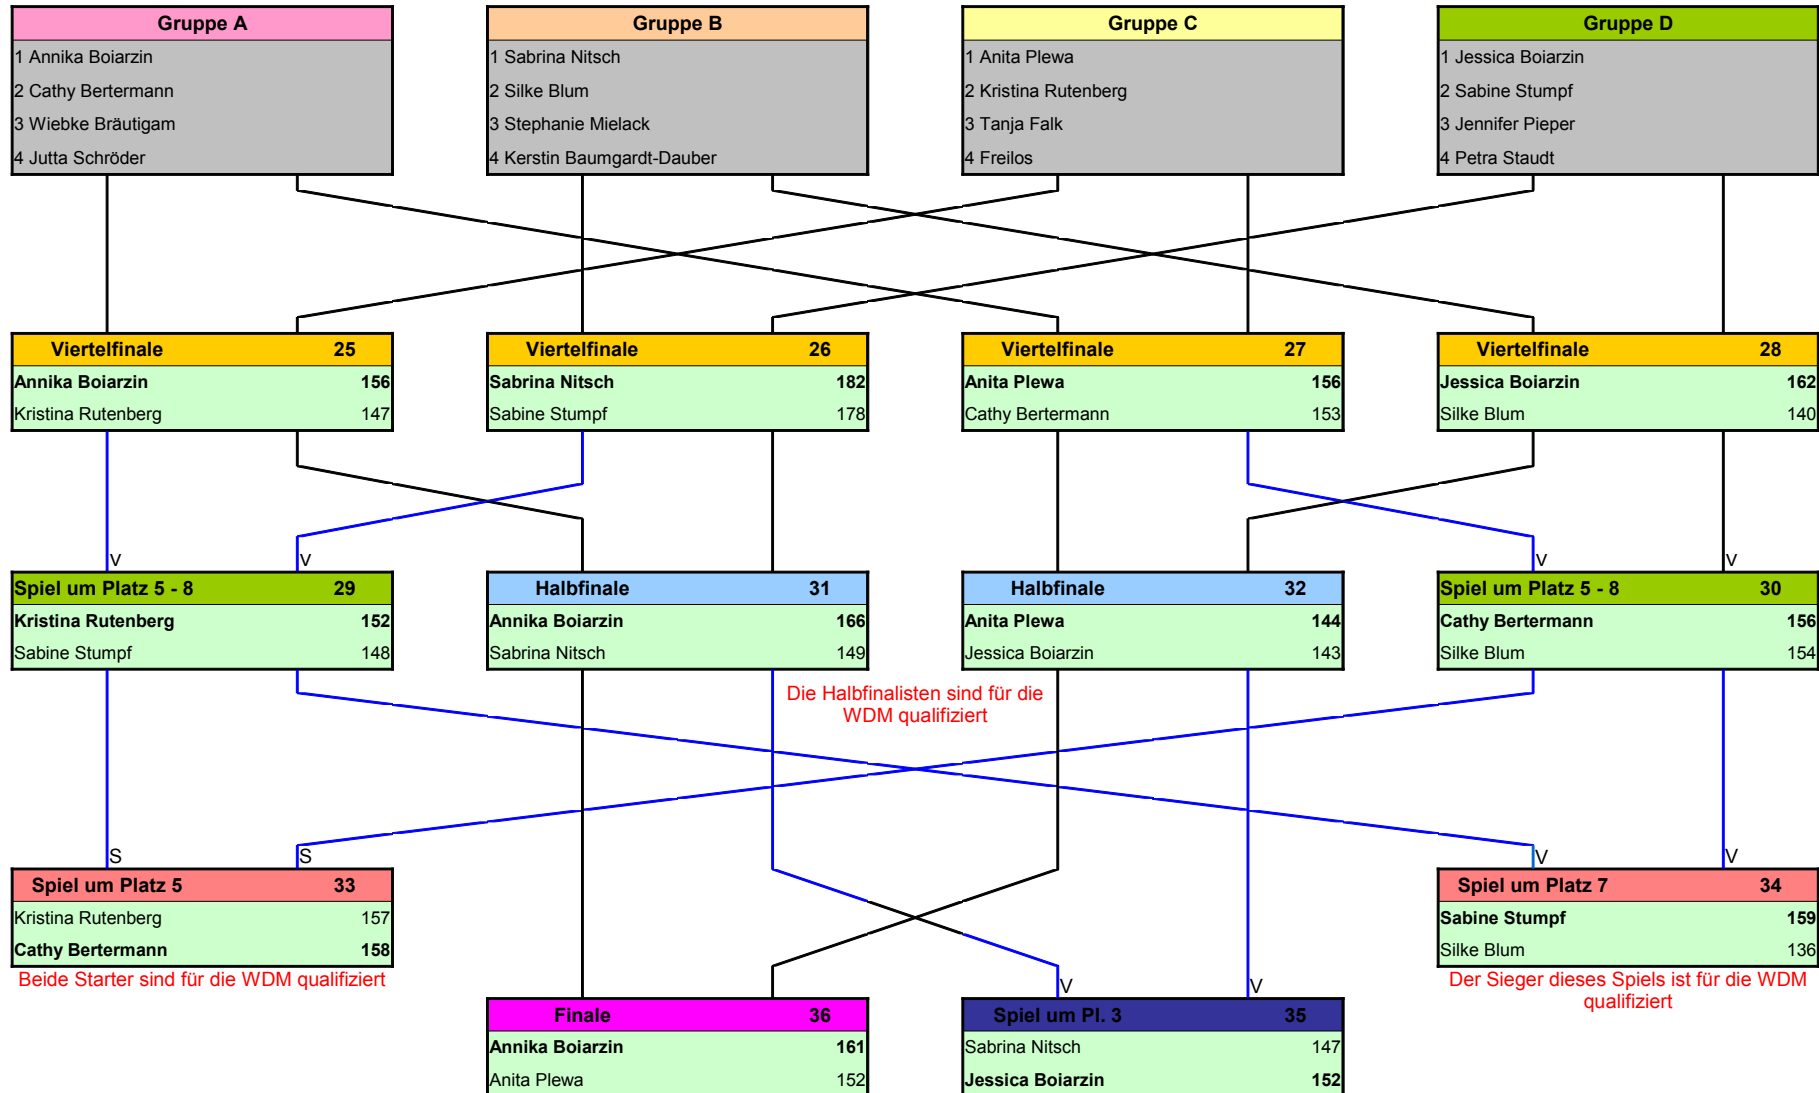 Gruppe A
1 Annika Boiarzin
2 Cathy Bertermann
3 Wiebke Bräutigam
4 Jutta Schröder
Gruppe B
1 Sabrina Nitsch
2 Silke Blum
3 Stephanie Mielack
4 Kerstin Baumgardt-Dauber
Gruppe C
1 Anita Plewa
2 Kristina Rutenberg
3 Tanja Falk
4 Freilos
Gruppe D
1 Jessica Boiarzin
2 Sabine Stumpf
3 Jennifer Pieper
4 Petra Staudt
Viertelfinale 25
Annika Boiarzin 156
Kristina Rutenberg 147
Viertelfinale 26
Sabrina Nitsch 182
Sabine Stumpf 178
Viertelfinale 27
Anita Plewa 156
Cathy Bertermann 153
Viertelfinale 28
Jessica Boiarzin 162
Silke Blum 140
V V
Spiel um Platz 5 - 8 29
Kristina Rutenberg 152
Sabine Stumpf 148
Halbfinale 31
Annika Boiarzin 166
Sabrina Nitsch 149
Halbfinale 32
Anita Plewa 144
Jessica Boiarzin 143
V V
Spiel um Platz 5 - 8 30
Cathy Bertermann 156
Silke Blum 154
Die Halbfinalisten sind für die
WDM qualifiziert
S S
Spiel um Platz 5 33
Kristina Rutenberg 157
Cathy Bertermann 158
Beide Starter sind für die WDM qualifiziert
V V
Spiel um Platz 7 34
Sabine Stumpf 159
Silke Blum 136
Der Sieger dieses Spiels ist für die WDM
qualifiziert
Finale 36
Annika Boiarzin 161
Anita Plewa 152
V V
Spiel um Pl. 3 35
Sabrina Nitsch 147
Jessica Boiarzin 152